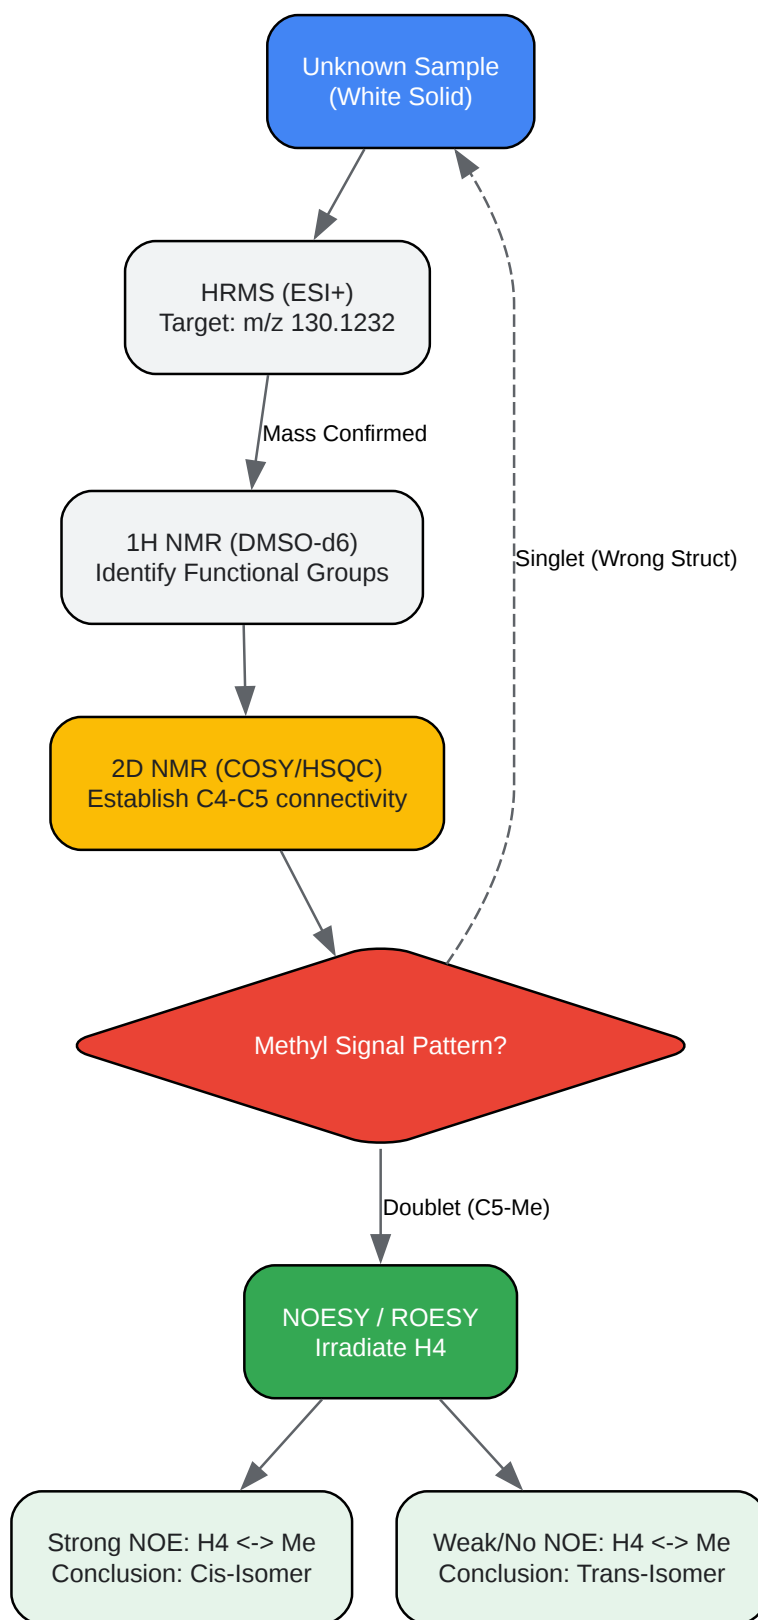 Unknown Sample
(White Solid)
HRMS (ESI+)
Target: m/z 130.1232
Mass Confirmed
1H NMR (DMSO-d6)
Identify Functional Groups
Singlet (Wrong Struct)
2D NMR (COSY/HSQC)
Establish C4-C5 connectivity
Methyl Signal Pattern?
Doublet (C5-Me)
NOESY / ROESY
Irradiate H4
Strong NOE: H4 <-> Me
Conclusion: Cis-Isomer
Weak/No NOE: H4 <-> Me
Conclusion: Trans-Isomer